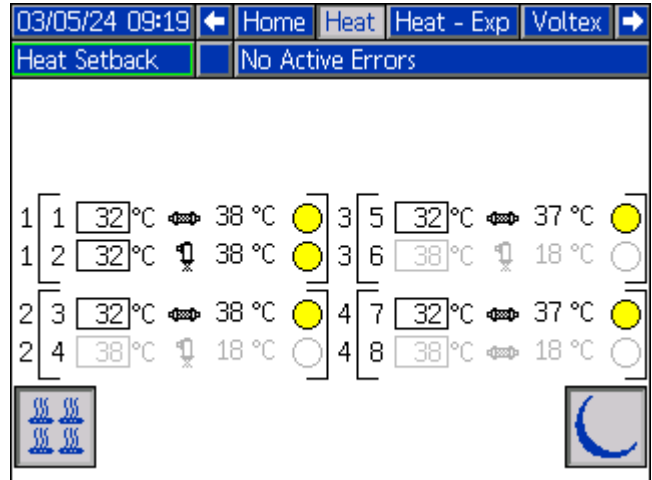 03/05/24 09:19 Home Heat Heat - Exp Voltex
Heat Setback No Active Errors
1 1 32 °C 38 °C 3 5 32 °C 37 °C
1 2 32 °C 38 °C 3 6 38 °C 18 °C
2 3 32 °C 38 °C 4 7 32 °C 37 °C
2 4 38 °C 18 °C 4 8 38 °C 18 °C